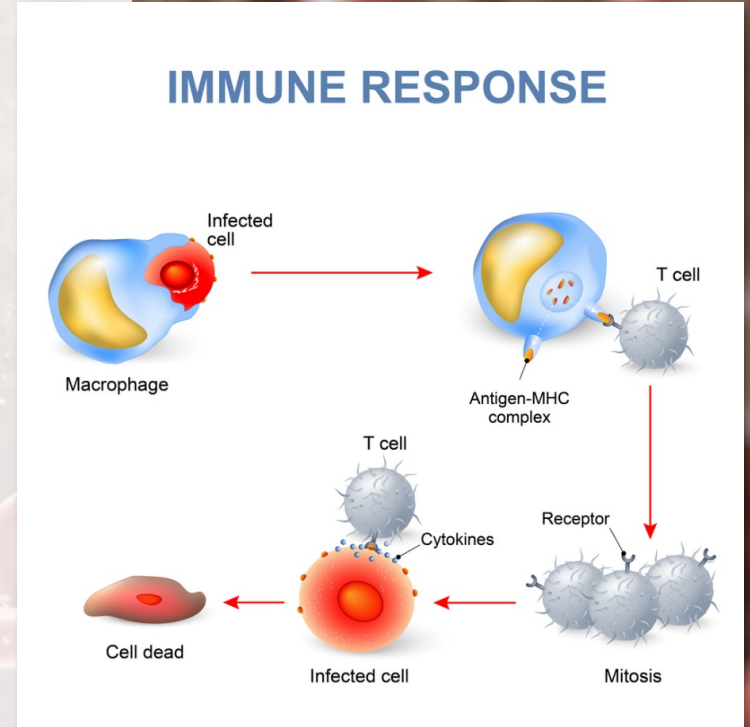 IMMUNE RESPONSE
Infected
cell
Macrophage
T cell
Antigen-MHC
complex
T cell
Cytokines
Receptor
Cell dead
Infected cell
Mitosis